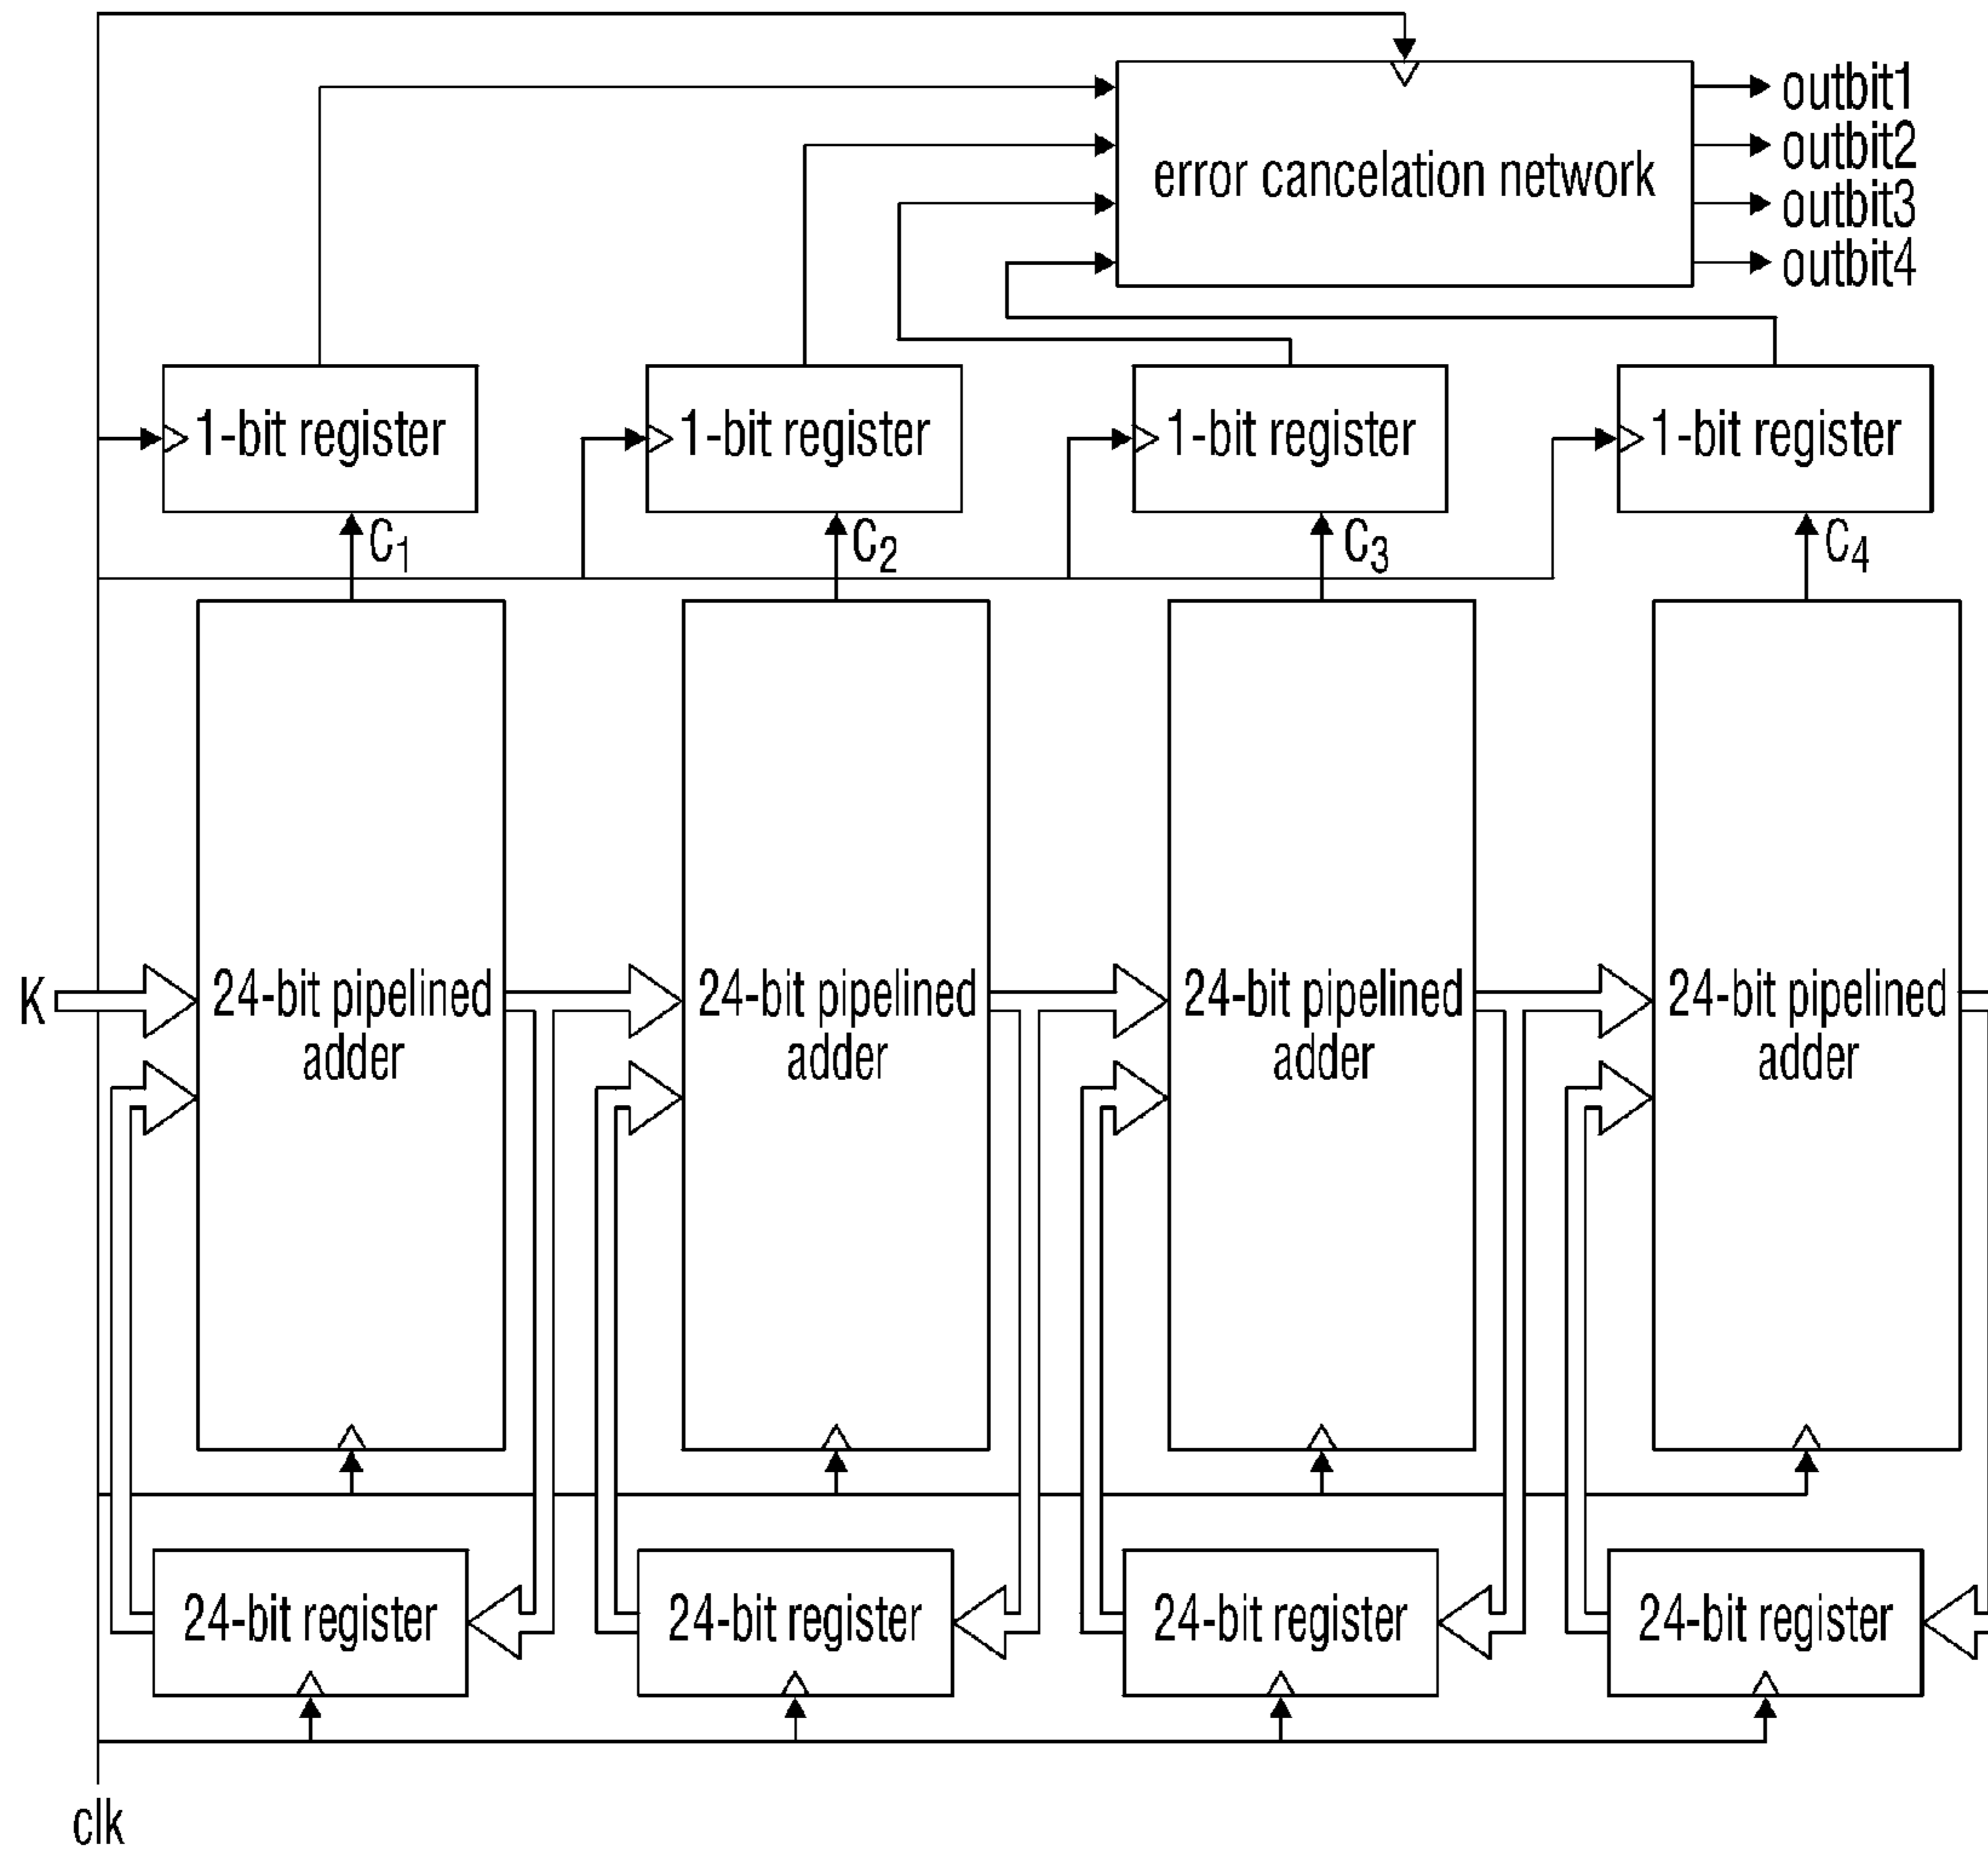 outbit1
outbit2
error cancelation network
outbit3
outbit4
1-bit register
1-bit register
1-bit register
1-bit register
C1
C2
C3
C4
K
24-bit pipelined
adder
24-bit pipelined
adder
24-bit pipelined
adder
24-bit pipelined
adder
24-bit register
24-bit register
24-bit register
24-bit register
clk